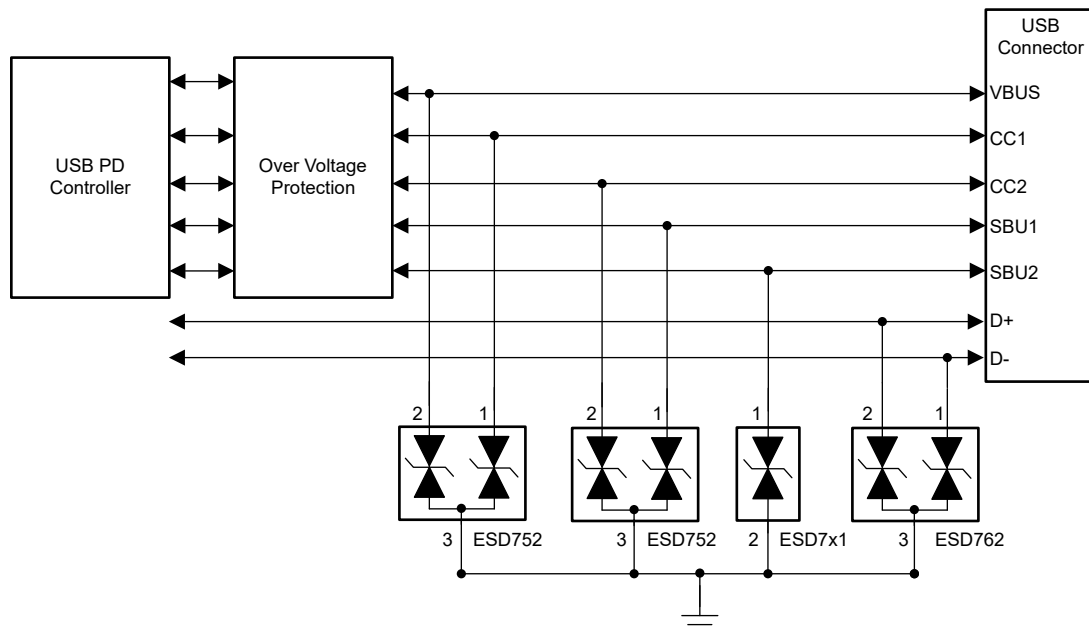 USB
Connector
USB PD
Controller
Over Voltage
Protection
VBUS
CC1
CC2
SBU1
SBU2
D+
D-
2 1 2 1 1 2 1
3 ESD752 3 ESD752 2 ESD7x1 3 ESD762